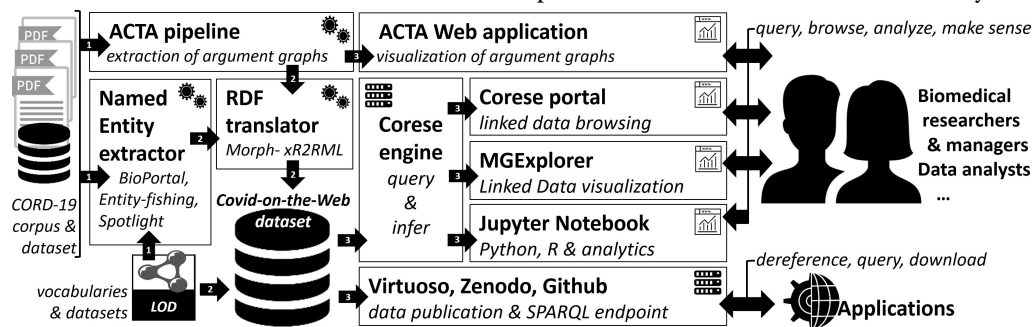 PDF
PDF
PDF
CORD-19
corpus &
dataset
1
ACTA pipeline
extraction of argument graphs
3
ACTA Web application
visualization of argument graphs
query, browse, analyze, make sense
1
Named
Entity
extractor
BioPortal,
Entity-fishing,
Spotlight
2
2
RDF
translator
Morph- xR2RML
2
Covid-on-the-Web
dataset
1
vocabularies
& datasets
LOD
2
3
Corese
engine
query
&
infer
3
Corese portal
linked data browsing
3
MGExplorer
Linked Data visualization
3
Jupyter Notebook
Python, R & analytics
Biomedical
researchers
& managers
Data analysts
...
3
Virtuoso, Zenodo, Github
data publication & SPARQL endpoint
dereference, query, download
Applications